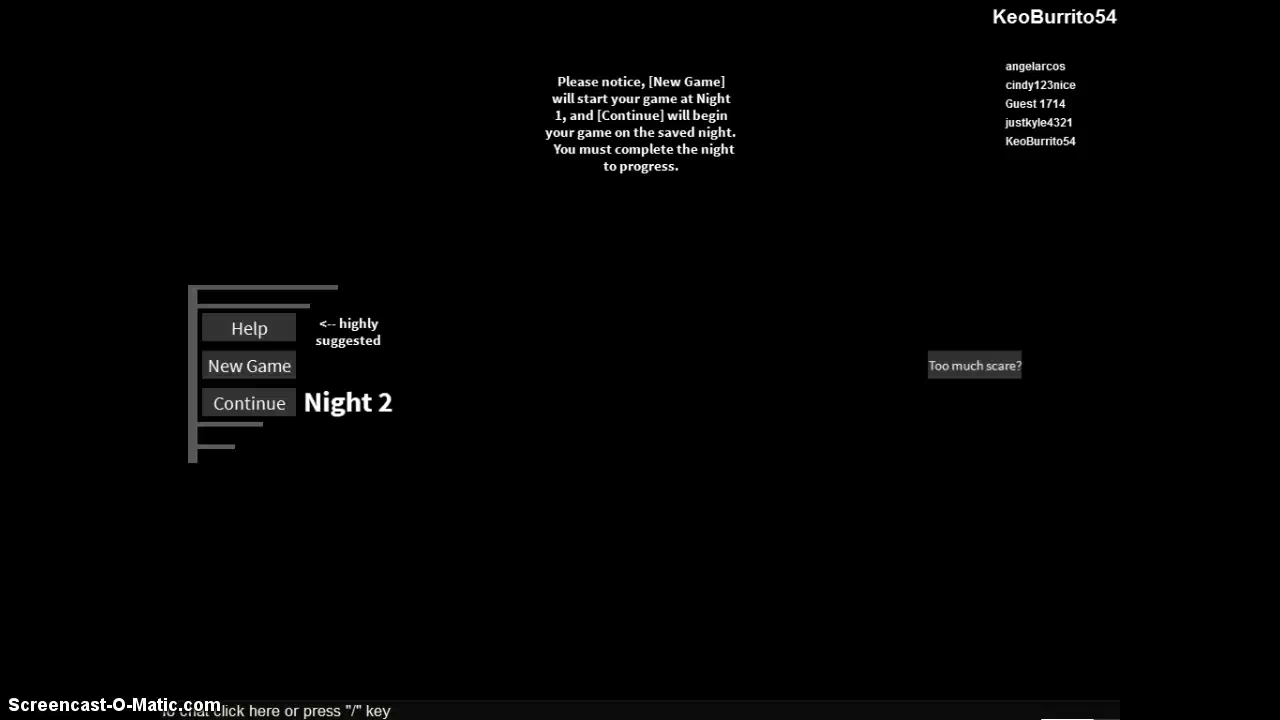 KeoBurrito54
angelarcos
cindy123nice
Guest 1714
justkyle4321
KeoBurrito54
Please notice, [New Game]
will start your game at Night
1, and [Continue] will begin
your game on the saved night.
You must complete the night
to progress.
Help
<-- highly
suggested
New Game
Continue
Night 2
Too much scare?
Screencast-O-Matic.com
To chat click here or press "/" key